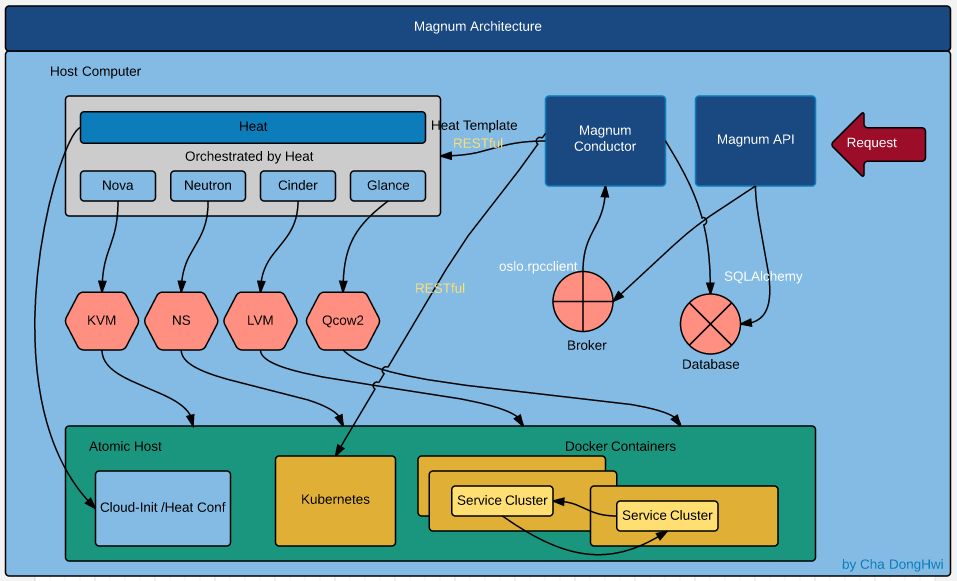 Magnum Architecture
Host Computer
Heat
Orchestrated by Heat
Nova
Neutron
Cinder
Glance
Heat Template
RESTful
Magnum
Conductor
Magnum API
Request
oslo.rpcclient
SQLAlchemy
RESTful
KVM
NS
LVM
Qcow2
Broker
Database
Atomic Host
Docker Containers
Cloud-Init /Heat Conf
Kubernetes
Service Cluster
Service Cluster
by Cha DongHwi